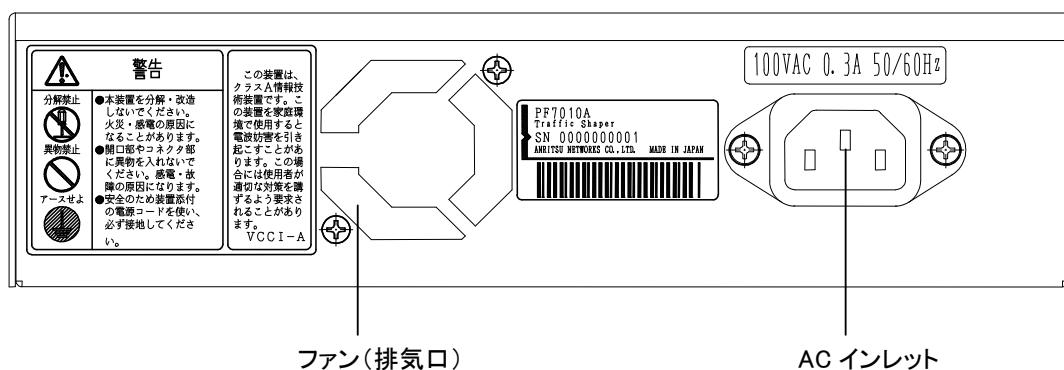 警告
分解禁止
●本装置を分解・改造
しないでください。
火災・感電の原因に
なることがあります。
異物禁止
●開口部やコネクタ部
に異物を入れないで
ください。感電・故
障の原因になります。
アースせよ
●安全のため装置添付
の電源コードを使い、
必ず接地してくださ
い。
この装置は、
クラスA情報技
術装置です。こ
の装置を家庭環
境で使用すると
電波妨害を引き
起こすことがあ
ります。この場
合には使用者が
適切な対策を講
ずるよう要求さ
れることがあり
ます。
VCCI-A
PF7010A
Traffic Shaper
SN 0000000001
ANRITSU NETWORKS CO., LTD. MADE IN JAPAN
100VAC 0.3A 50/60Hz
ファン(排気口)
AC インレット